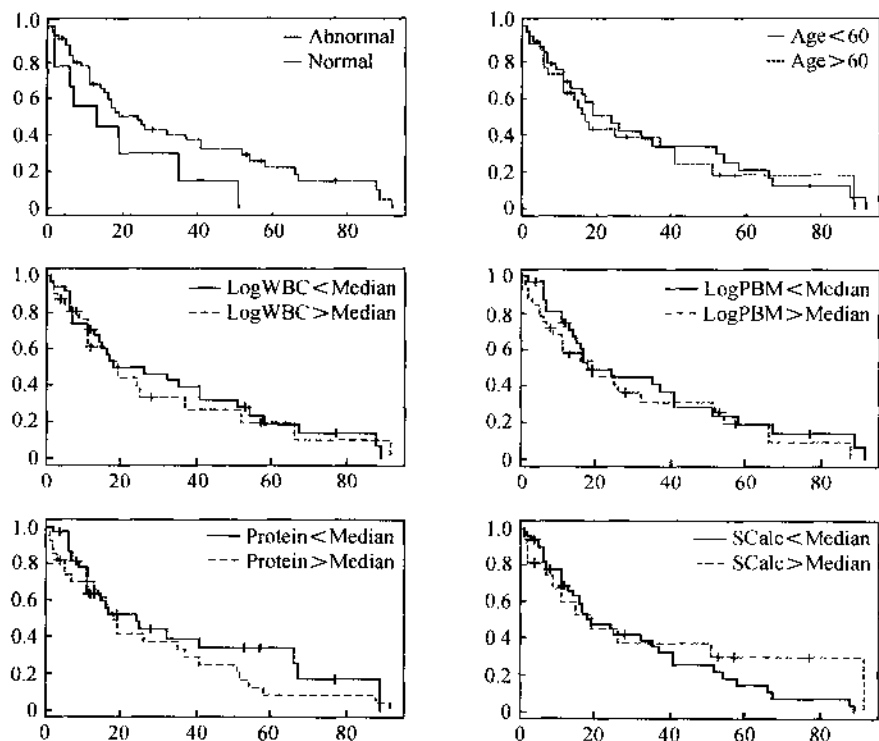 1.0
0.8
0.6
0.4
0.2
0
0 20 40 60 80
Abnormal
Normal
1.0
0.8
0.6
0.4
0.2
0
0 20 40 60 80
Age<60
Age>60
1.0
0.8
0.6
0.4
0.2
0
0 20 40 60 80
LogWBC<Median
LogWBC>Median
1.0
0.8
0.6
0.4
0.2
0
0 20 40 60 80
LogPBM<Median
LogPBM>Median
1.0
0.8
0.6
0.4
0.2
0
0 20 40 60 80
Protein<Median
Protein>Median
1.0
0.8
0.6
0.4
0.2
0
0 20 40 60 80
SCalc<Median
SCalc>Median